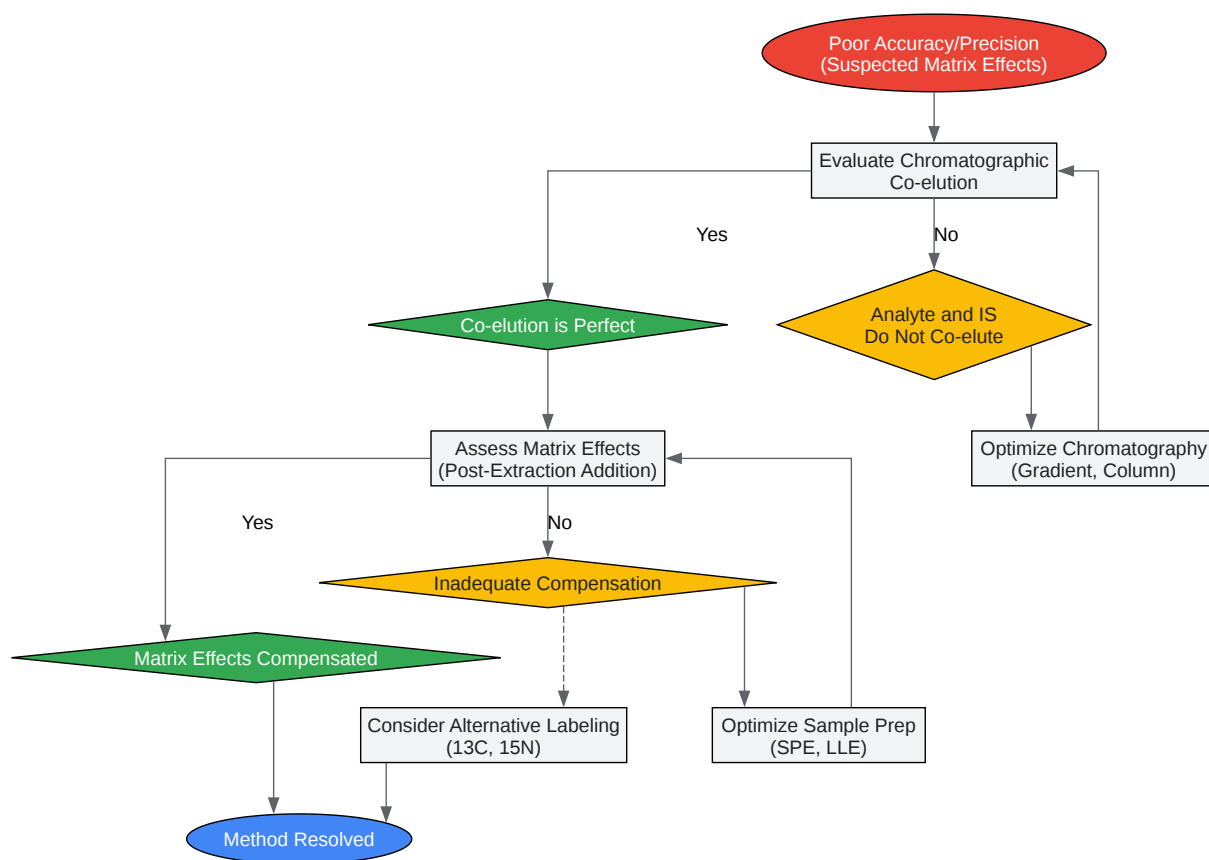 Poor Accuracy/Precision
(Suspected Matrix Effects)
Evaluate Chromatographic
Co-elution
Yes
No
Co-elution is Perfect
Analyte and IS
Do Not Co-elute
Assess Matrix Effects
(Post-Extraction Addition)
Optimize Chromatography
(Gradient, Column)
Yes
No
Inadequate Compensation
Matrix Effects Compensated
Consider Alternative Labeling
(13C, 15N)
Optimize Sample Prep
(SPE, LLE)
Method Resolved